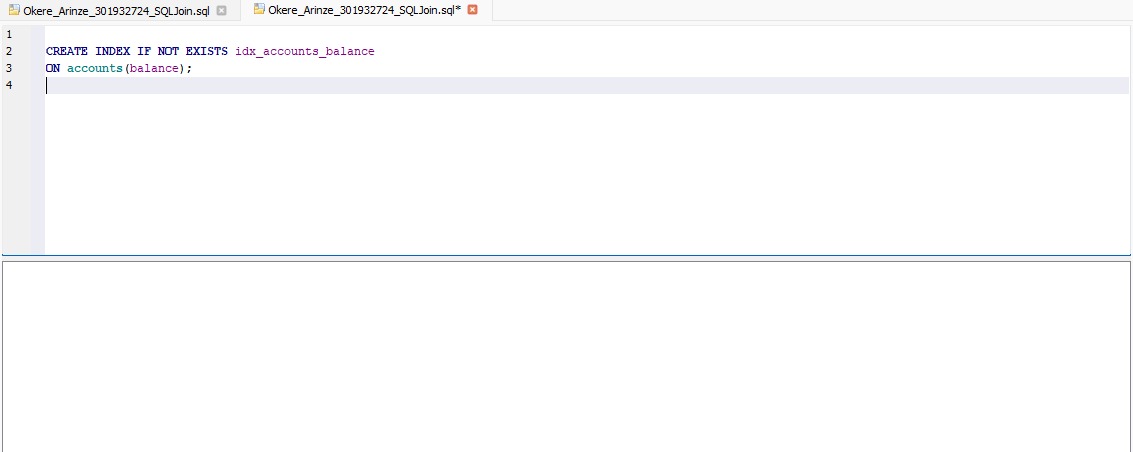 Okere_Arinze_301932724_SQLJoin.sql
Okere_Arinze_301932724_SQLJoin.sql*
1
2 CREATE INDEX IF NOT EXISTS idx_accounts_balance
3 ON accounts(balance);
4